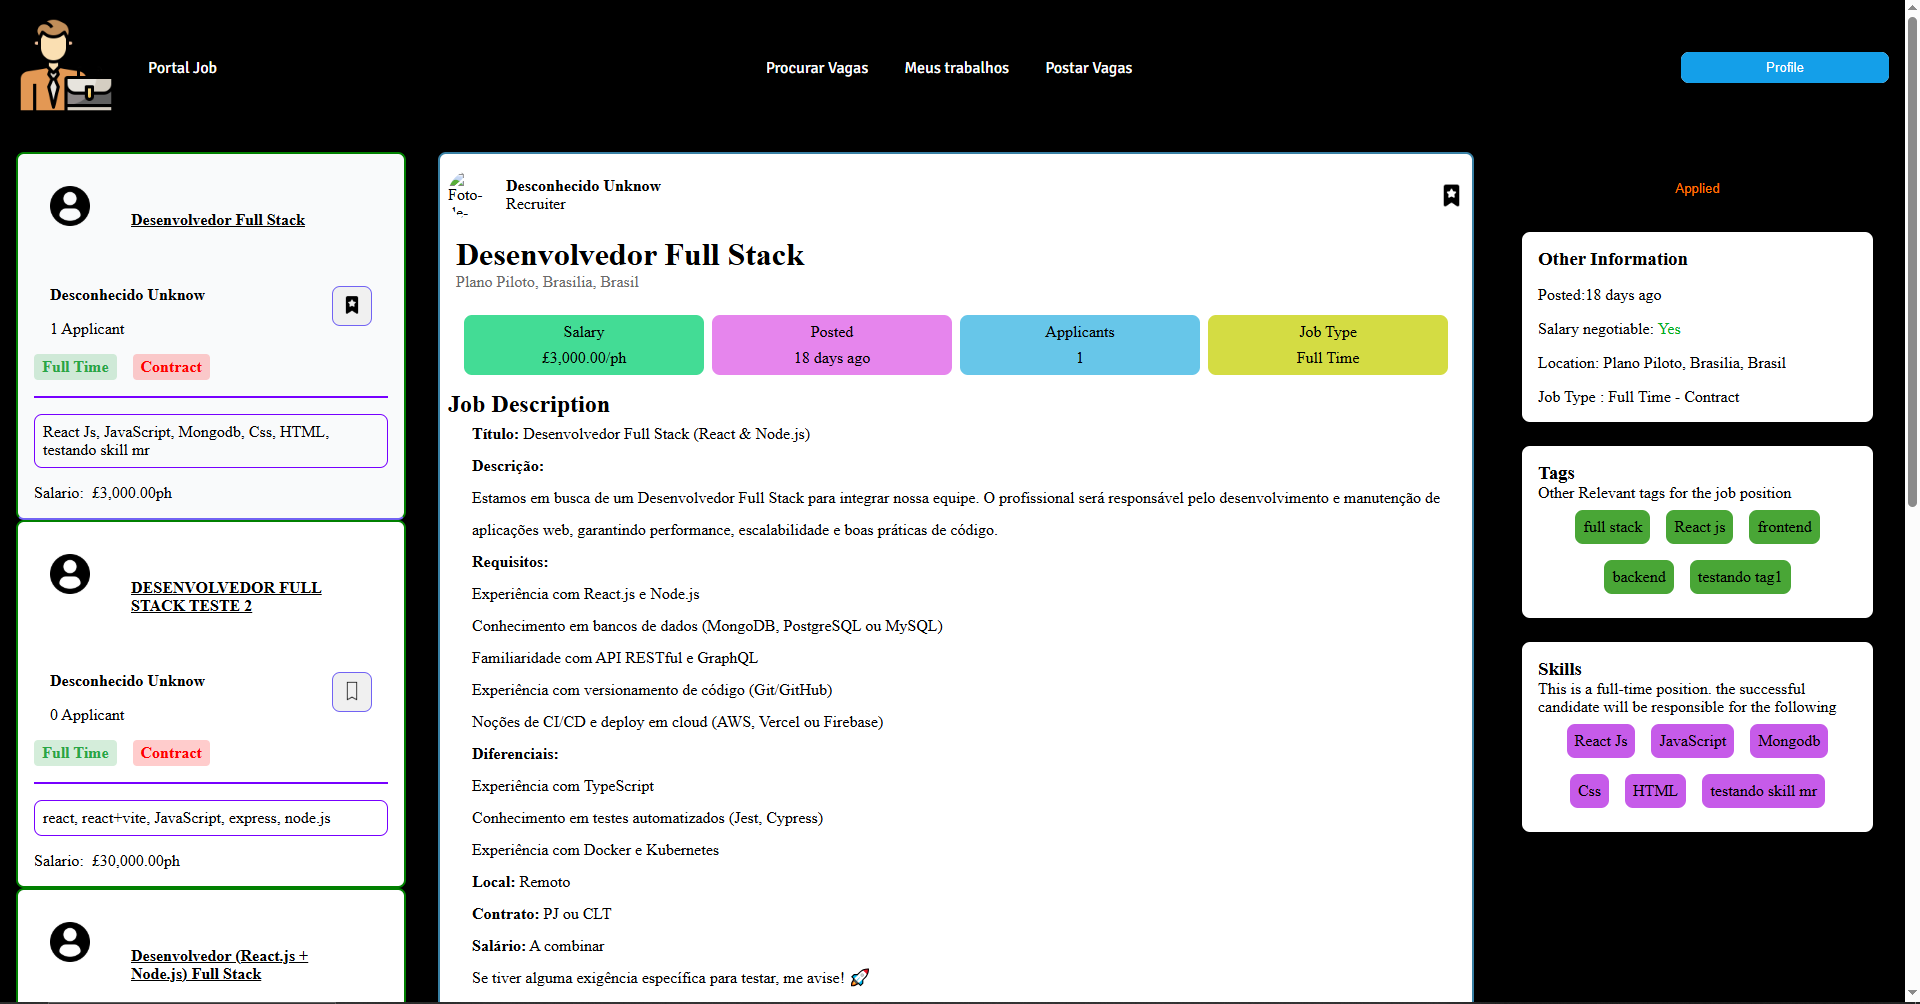 Portal Job
Procurar Vagas
Meus trabalhos
Postar Vagas
Profile
Desenvolvedor Full Stack
Desconhecido Unknow
1 Applicant
Full Time
Contract
React Js, JavaScript, Mongodb, Css, HTML,
testando skill mr
Salario: £3,000.00ph
DESENVOLVEDOR FULL
STACK TESTE 2
Desconhecido Unknow
0 Applicant
Full Time
Contract
react, react+vite, JavaScript, express, node.js
Salario: £30,000.00ph
Desenvolvedor (React.js +
Node.js) Full Stack
Foto-
Desconhecido Unknow
Recruiter
Desenvolvedor Full Stack
Plano Piloto, Brasilia, Brasil
Salary
£3,000.00/ph
Posted
18 days ago
Applicants
1
Job Type
Full Time
Job Description
Título: Desenvolvedor Full Stack (React & Node.js)
Descrição:
Estamos em busca de um Desenvolvedor Full Stack para integrar nossa equipe. O profissional será responsável pelo desenvolvimento e manutenção de
aplicações web, garantindo performance, escalabilidade e boas práticas de código.
Requisitos:
Experiência com React.js e Node.js
Conhecimento em bancos de dados (MongoDB, PostgreSQL ou MySQL)
Familiaridade com API RESTful e GraphQL
Experiência com versionamento de código (Git/GitHub)
Noções de CI/CD e deploy em cloud (AWS, Vercel ou Firebase)
Diferenciais:
Experiência com TypeScript
Conhecimento em testes automatizados (Jest, Cypress)
Experiência com Docker e Kubernetes
Local: Remoto
Contrato: PJ ou CLT
Salário: A combinar
Se tiver alguma exigência específica para testar, me avise! 🚀
Applied
Other Information
Posted:18 days ago
Salary negotiable: Yes
Location: Plano Piloto, Brasilia, Brasil
Job Type : Full Time - Contract
Tags
Other Relevant tags for the job position
full stack
React js
frontend
backend
testando tag1
Skills
This is a full-time position. the successful
candidate will be responsible for the following
React Js
JavaScript
Mongodb
Css
HTML
testando skill mr